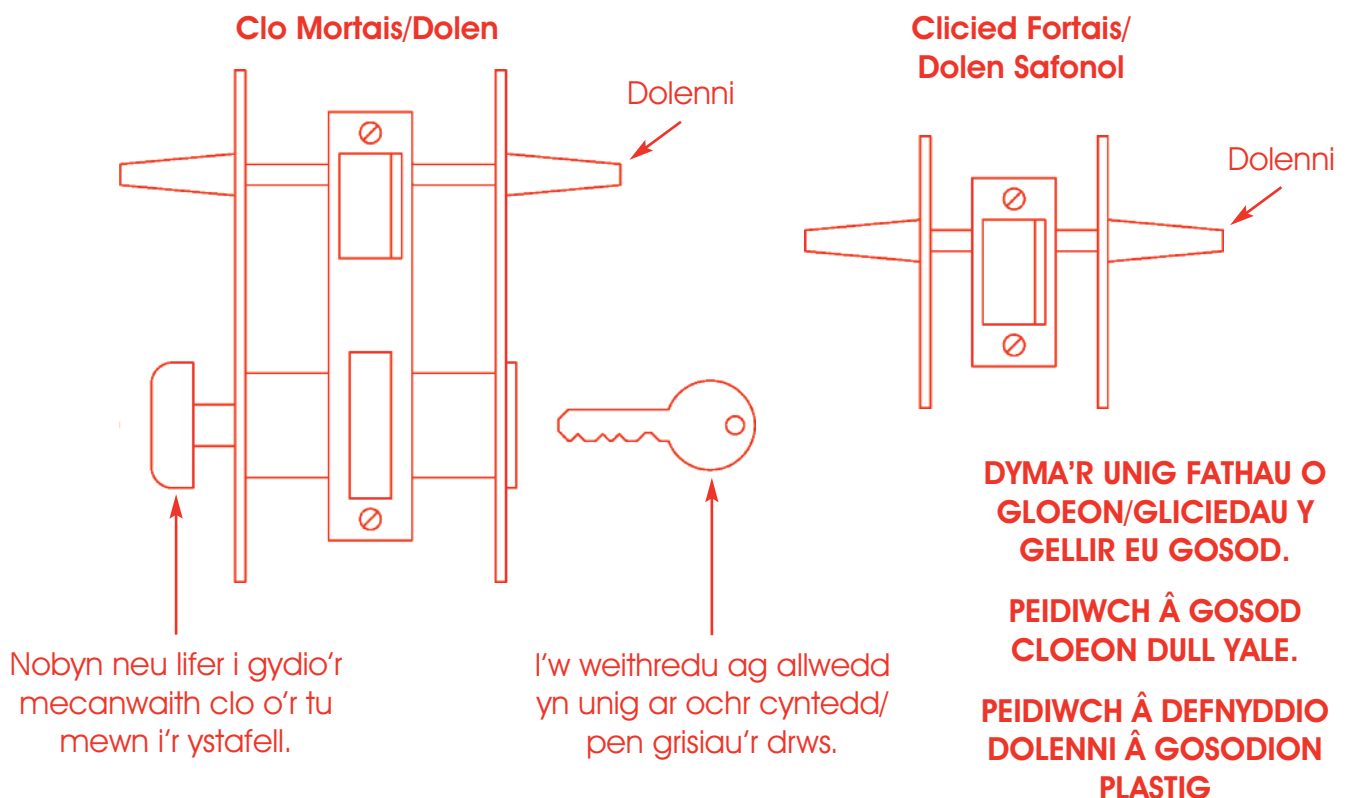 Clo Mortais/Dolen
Dolenni
Clicied Fortais/
Dolen Safonol
Dolenni
Nobyn neu lifer i gydio'r
mecanwaith clo o'r tu
mewn i'r ystafell.
I'w weithredu ag allwedd
yn unig ar ochr cyntedd/
pen grisiau'r drws.
DYMA'R UNIG FATHAU O
GLOEON/GLICIEDAU Y
GELLIR EU GOSOD.
PEIDIWCH Â GOSOD
CLOEON DULL YALE.
PEIDIWCH Â DEFNYDDIO
DOLENNI Â GOSODION
PLASTIG